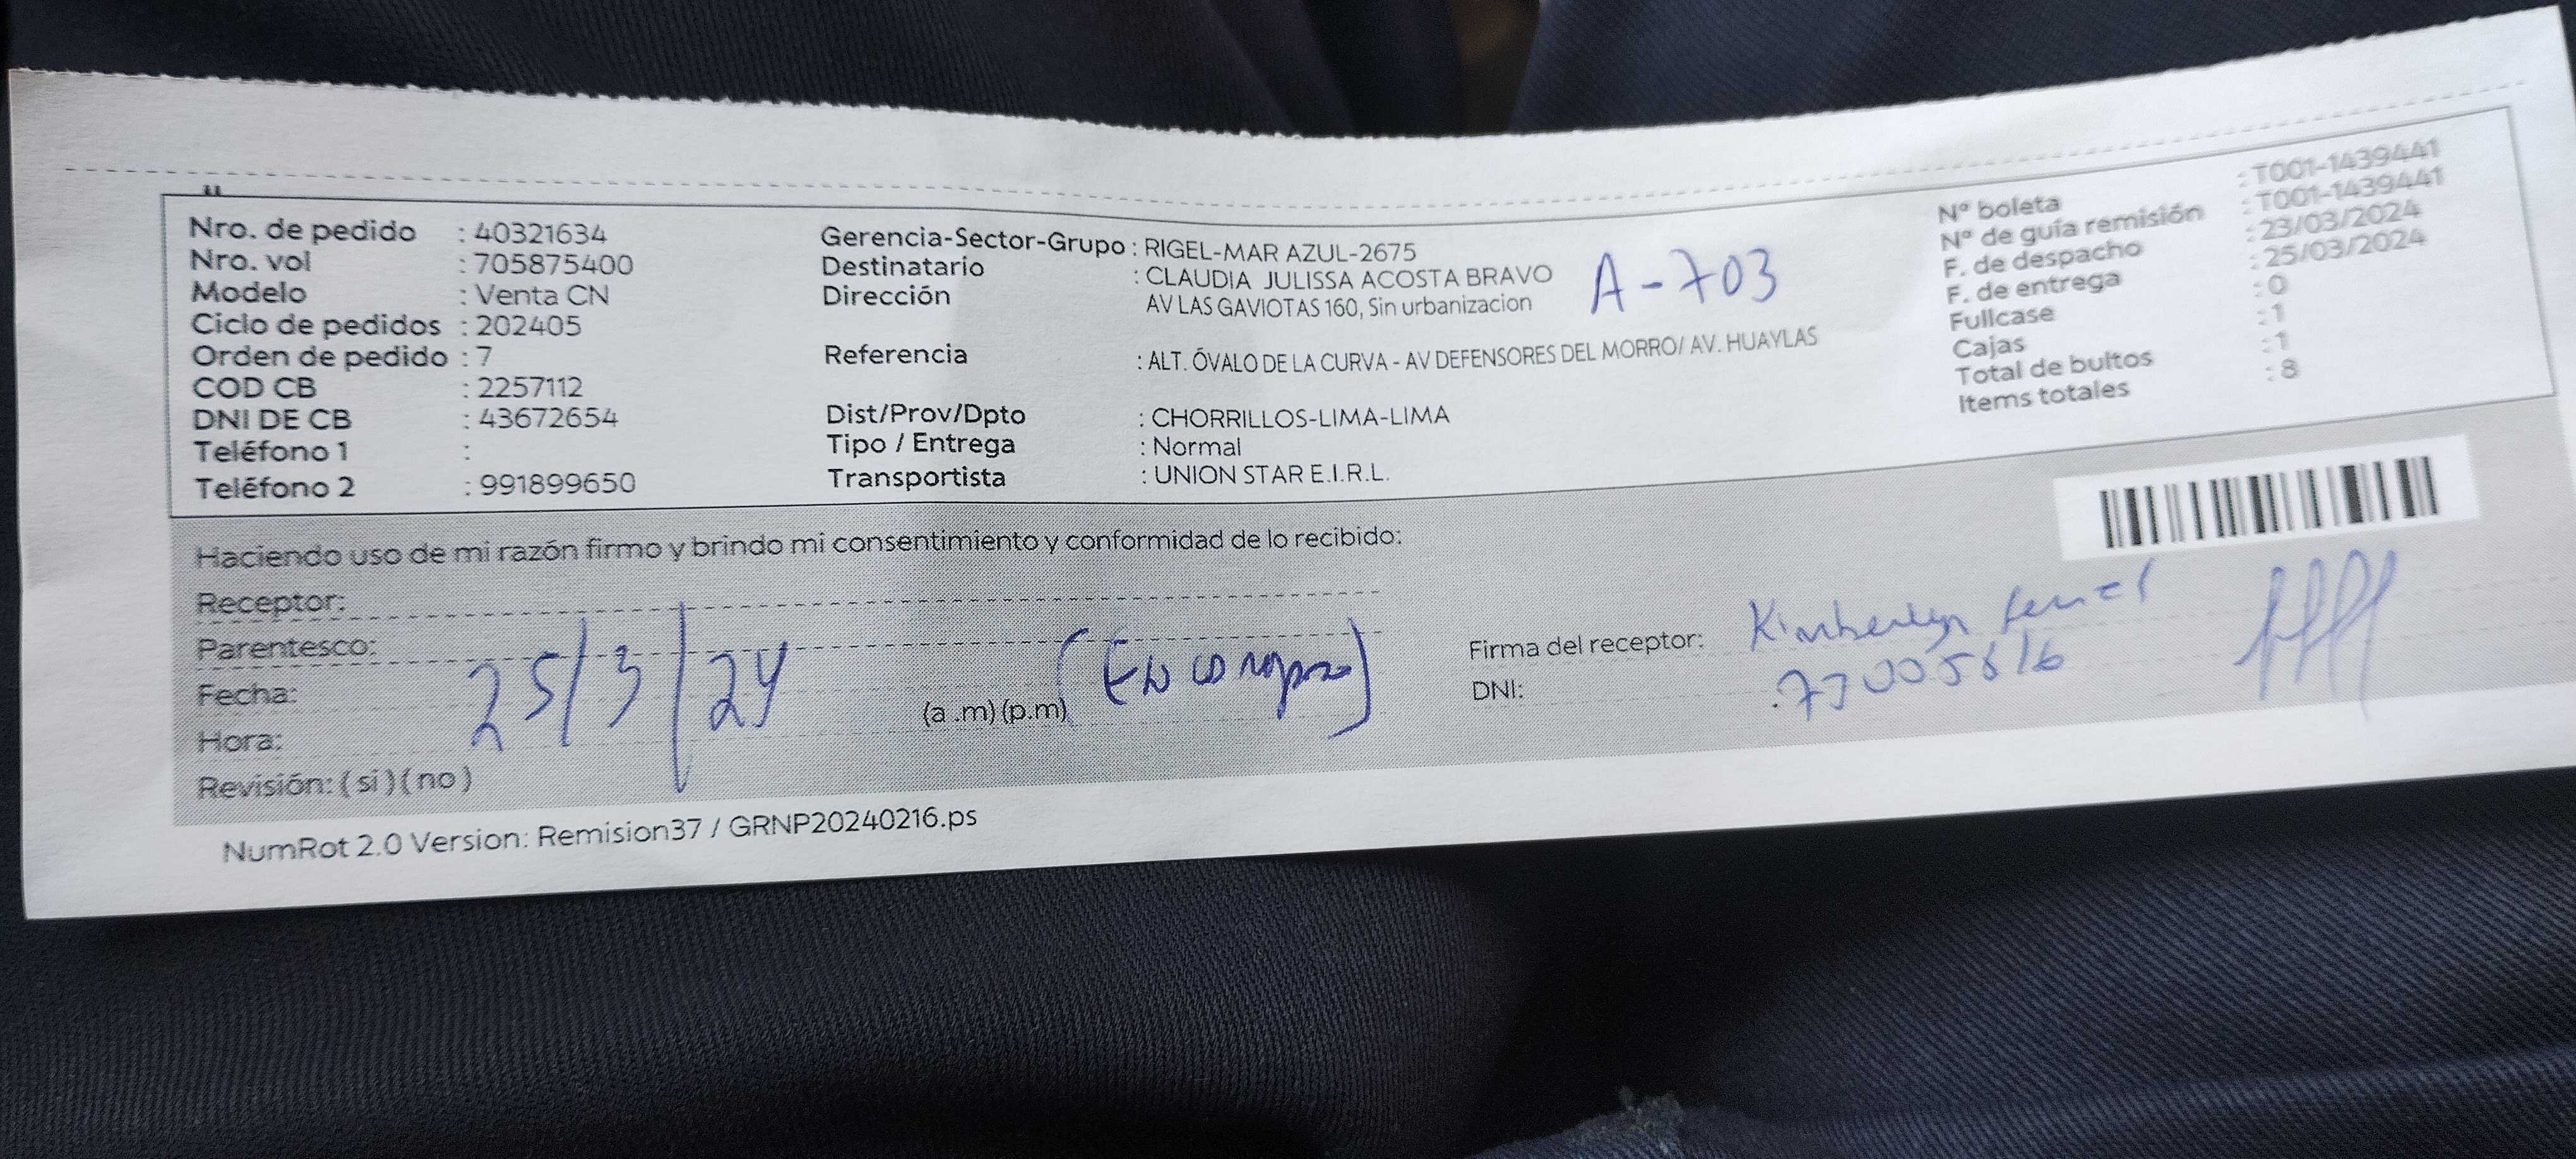 Nro. de pedido : 40321634
Nro. vol : 705875400
Modelo : Venta CN
Ciclo de pedidos : 202405
Orden de pedido : 7
COD CB : 2257112
DNI DE CB : 43672654
Teléfono 1 :
Teléfono 2 : 991899650
Gerencia-Sector-Grupo : RIGEL-MAR AZUL-2675
Destinatario : CLAUDIA JULISSA ACOSTA BRAVO
Dirección AV LAS GAVIOTAS 160, Sin urbanizacion
A-703
Referencia : ALT. ÓVALO DE LA CURVA - AV DEFENSORES DEL MORRO/ AV. HUAYLAS
Dist/Prov/Dpto : CHORRILLOS-LIMA-LIMA
Tipo / Entrega : Normal
Transportista : UNION STAR E.I.R.L.
N° boleta : T001-1439441
N° de guía remisión : T001-1439441
F. de despacho : 23/03/2024
F. de entrega : 25/03/2024
Fullcase : 0
Cajas : 1
Total de bultos : 1
Items totales : 8
Haciendo uso de mi razón firmo y brindo mi consentimiento y conformidad de lo recibido:
Receptor:
Parentesco:
Fecha: 25/3/24
Hora: (a .m) (p.m)
Revisión: ( si ) ( no )
Firma del receptor: Kimberlyn
DNI:
NumRot 2.0 Version: Remision37 / GRNP20240216.ps